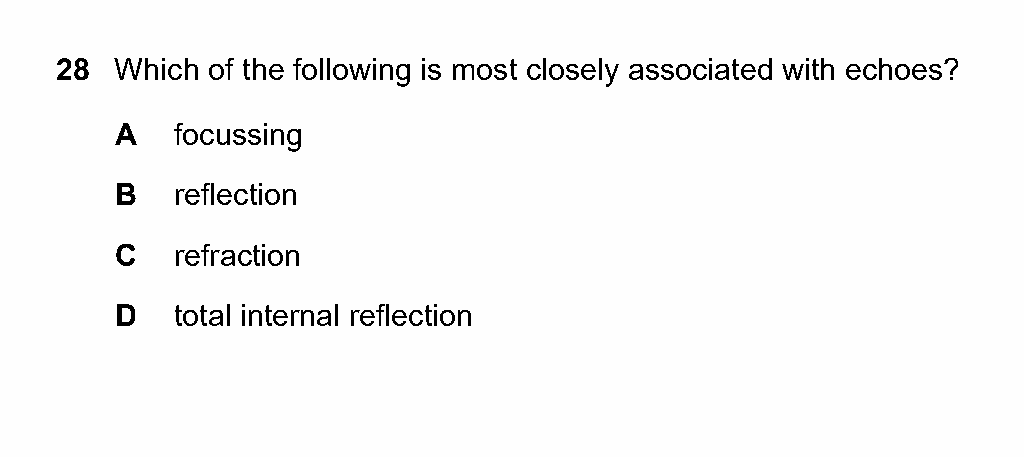 28 Which of the following is most closely associated with echoes?
A focussing
B reflection
C refraction
D total internal reflection